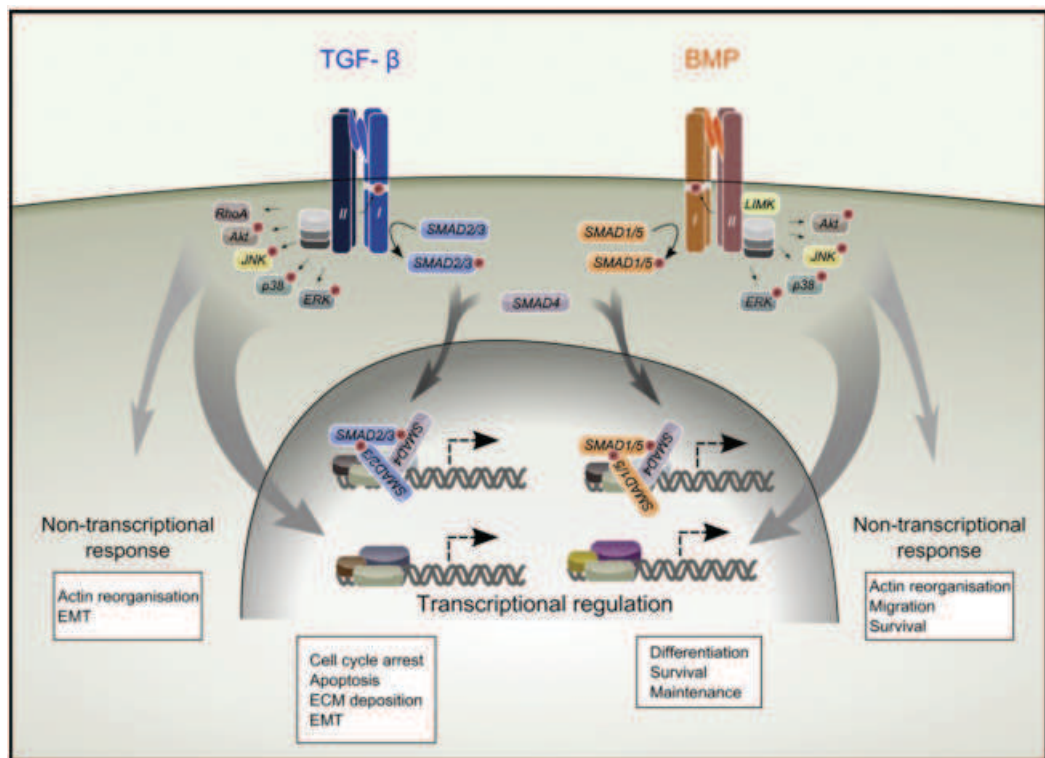 TGF- β
BMP
II
I
I
II
LIMK
RhoA
Akt
JNK
p38
ERK
SMAD2/3
SMAD2/3
SMAD1/5
SMAD1/5
Akt
JNK
p38
ERK
SMAD4
SMAD2/3
SMAD4
SMAD2/3
SMAD1/5
SMAD4
SMAD1/5
Non-transcriptional
response
Actin reorganisation
EMT
Transcriptional regulation
Cell cycle arrest
Apoptosis
ECM deposition
EMT
Differentiation
Survival
Maintenance
Non-transcriptional
response
Actin reorganisation
Migration
Survival